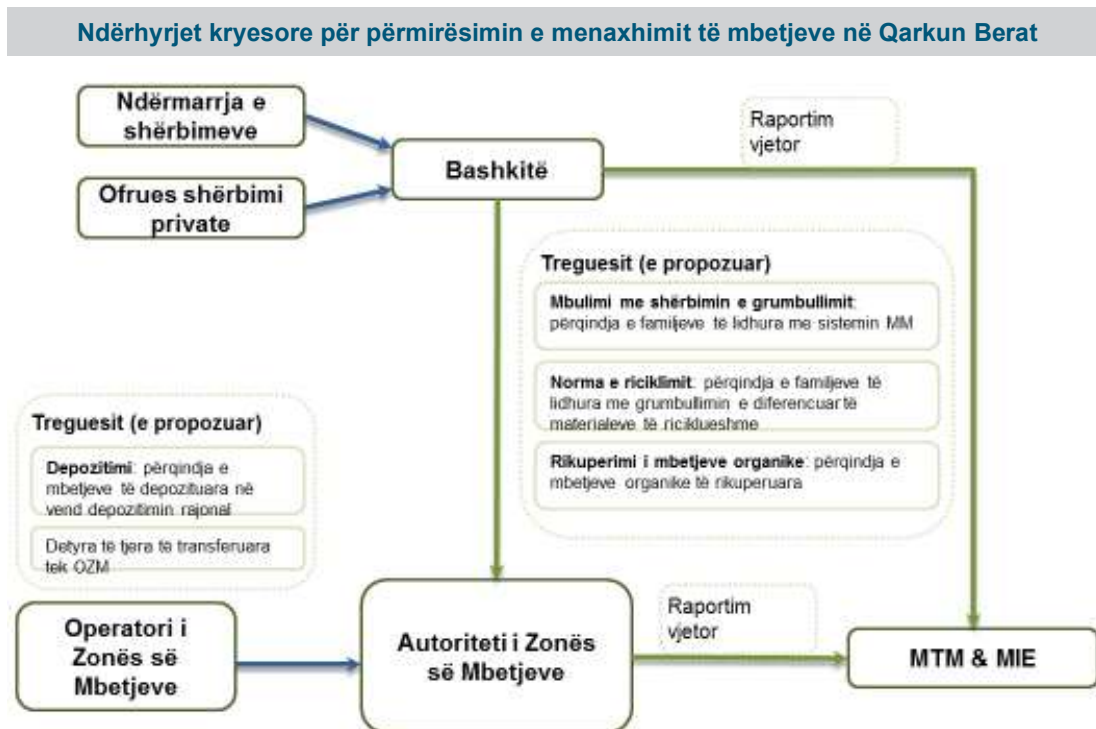 Ndërhyrjet kryesore për përmirësimin e menaxhimit të mbetjeve në Qarkun Berat
Ndërmarrja e
shërbimeve
Ofrues shërbimi
private
Bashkitë
Raportim
vjetor
Treguesit (e propozuar)
Mbulimi me shërbimin e grumbullimit:
përqindja e familjeve të lidhura me sistemin MM
Norma e riciklimit: përqindja e familjeve të
lidhura me grumbullimin e diferencuar të
materialeve të riciklueshme
Rikuperimi i mbetjeve organike: përqindja e
mbetjeve organike të rikuperuara
Treguesit (e propozuar)
Depozitimi: përqindja e
mbetjeve të depozituara në
vend depozitimin rajonal
Detyra të tjera të transferuara
tek OZM
Operatori i
Zonës së
Mbetjeve
Autoriteti i Zonës
së Mbetjeve
Raportim
vjetor
MTM & MIE